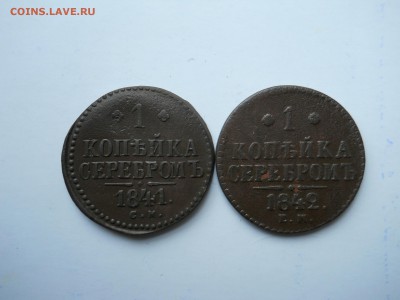 COINS.LAVE.RU
1
КОПѢЙКА
СЕРЕБРОМЪ
1841.
С.М.
1
КОПѢЙКА
СЕРЕБРОМЪ
1842.
Е.М.